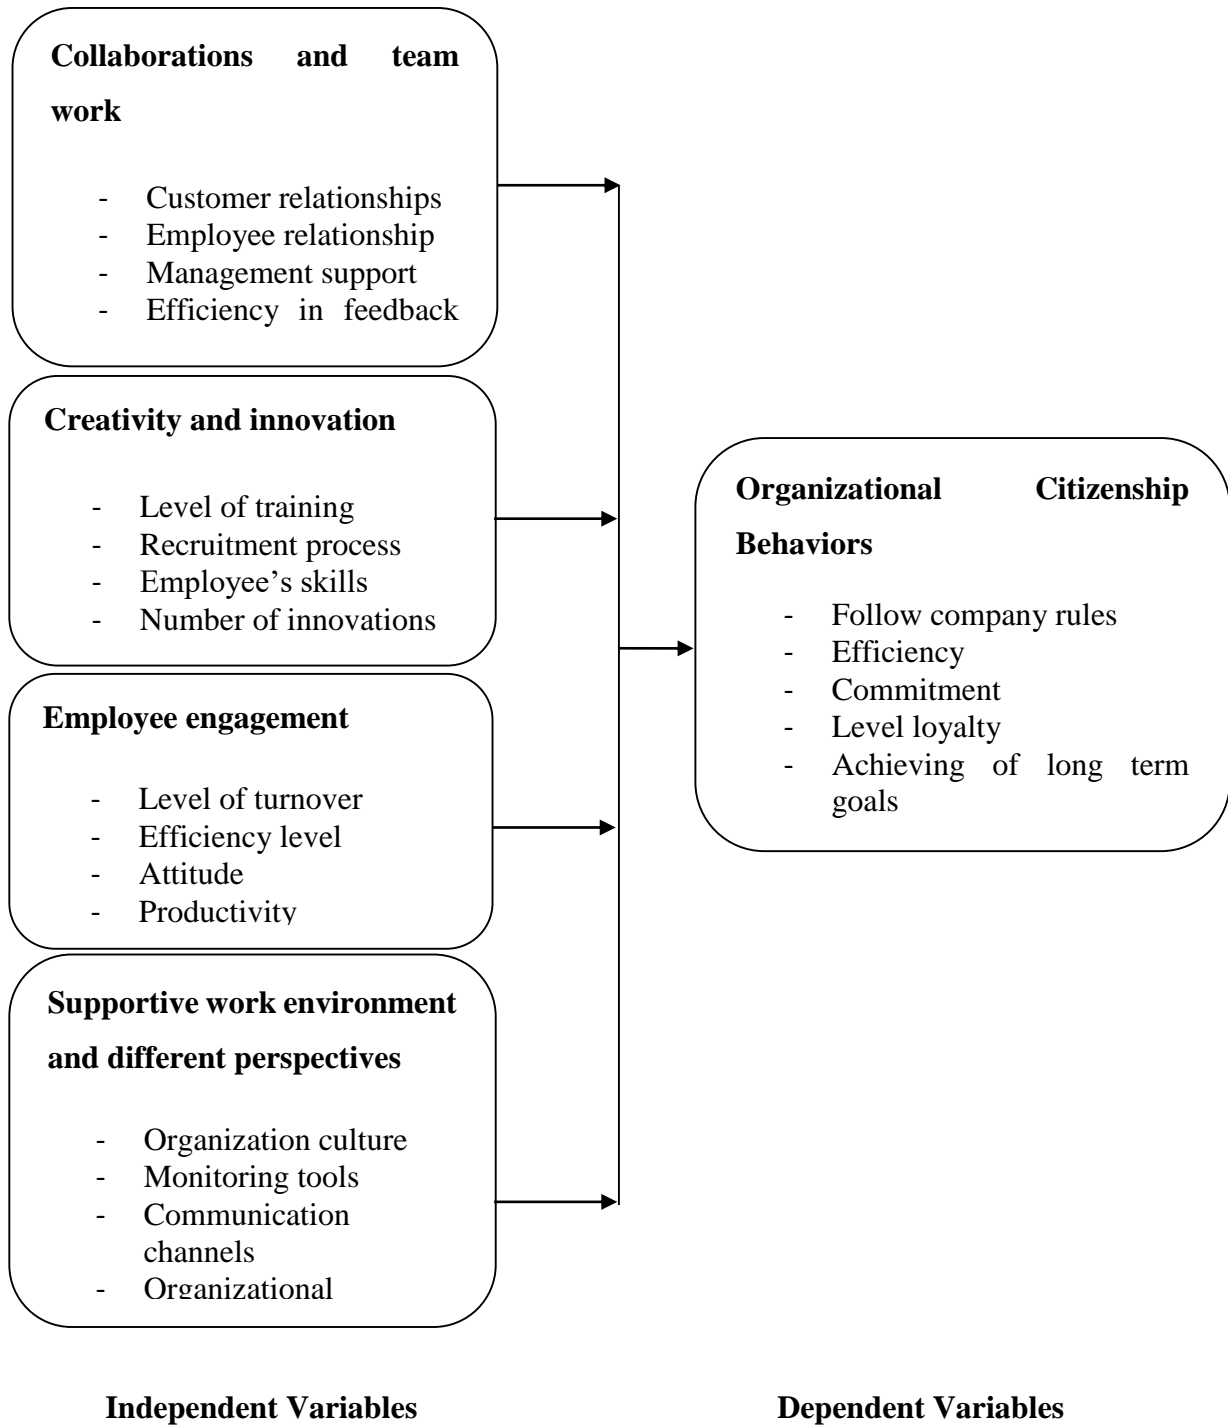 Collaborations and team
work
- Customer relationships
- Employee relationship
- Management support
- Efficiency in feedback
Creativity and innovation
- Level of training
- Recruitment process
- Employee’s skills
- Number of innovations
Employee engagement
- Level of turnover
- Efficiency level
- Attitude
- Productivity
Supportive work environment
and different perspectives
- Organization culture
- Monitoring tools
- Communication
channels
- Organizational
Organizational Citizenship
Behaviors
- Follow company rules
- Efficiency
- Commitment
- Level loyalty
- Achieving of long term
goals
Independent Variables
Dependent Variables